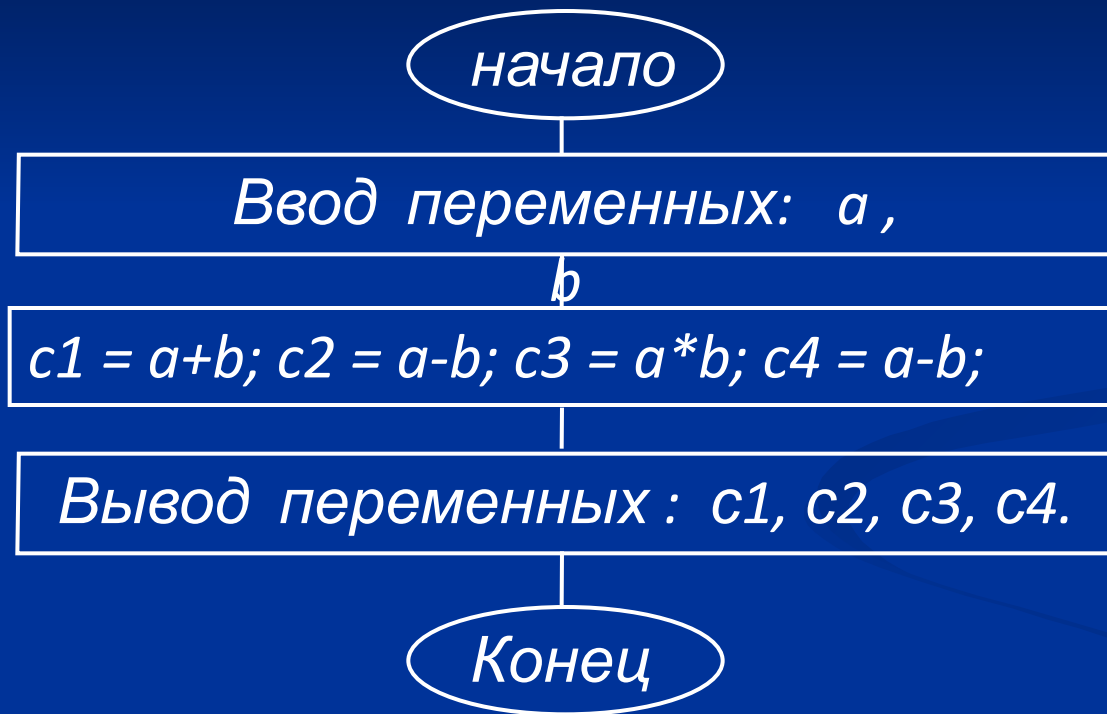 начало
Ввод переменных: a ,
b
c1 = a+b; c2 = a-b; c3 = a*b; c4 = a-b;
Вывод переменных : c1, c2, c3, c4.
Конец